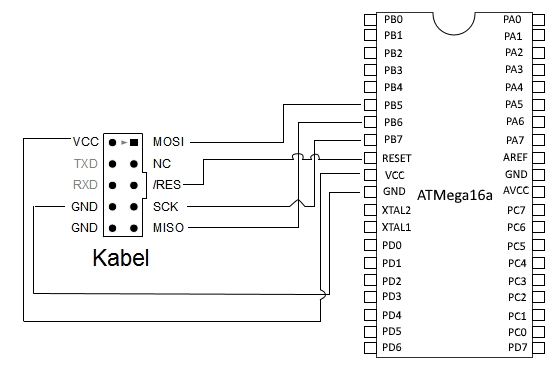 PB0 PA0
PB1 PA1
PB2 PA2
PB3 PA3
PB4 PA4
PB5 PA5
PB6 PA6
VCC MOSI PB7 PA7
TXD NC RESET AREF
RXD /RES VCC GND
GND SCK GND ATMega16a AVCC
GND MISO XTAL2 PC7
XTAL1 PC6
Kabel PD0 PC5
PD1 PC4
PD2 PC3
PD3 PC2
PD4 PC1
PD5 PC0
PD6 PD7